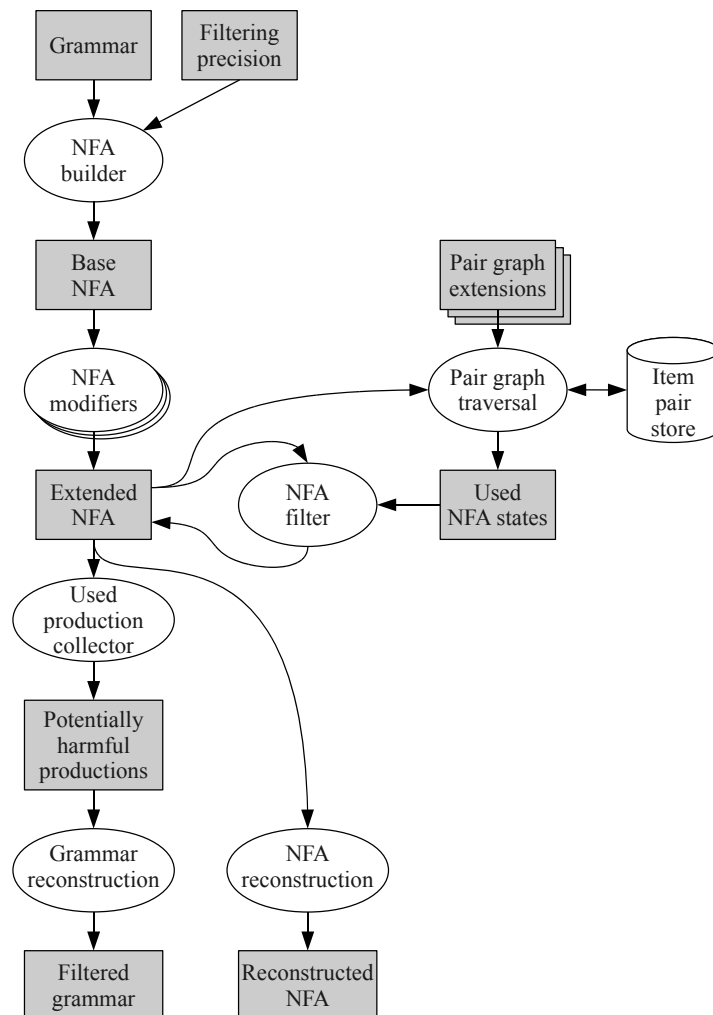 Grammar
Filtering
precision
NFA
builder
Base
NFA
Pair graph
extensions
NFA
modifiers
Pair graph
traversal
Item
pair
store
Extended
NFA
NFA
filter
Used
NFA states
Used
production
collector
Potentially
harmful
productions
Grammar
reconstruction
NFA
reconstruction
Filtered
grammar
Reconstructed
NFA